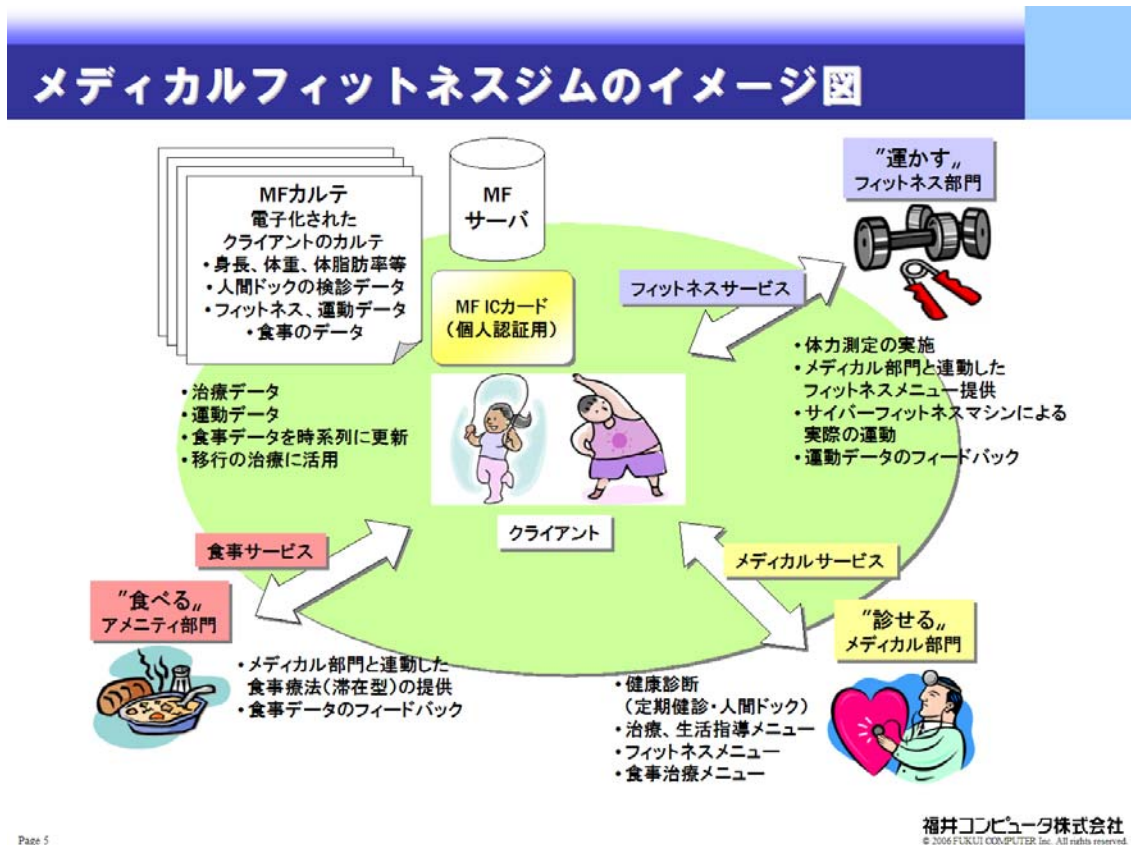 メディカルフィットネスジムのイメージ図
MFカルテ
電子化された
クライアントのカルテ
・身長、体重、体脂肪率等
・人間ドックの検診データ
・フィットネス、運動データ
・食事のデータ
MF
サーバ
MF ICカード
(個人認証用)
"運かす„
フィットネス部門
フィットネスサービス
・体力測定の実施
・メディカル部門と連動した
フィットネスメニュー提供
・サイバーフィットネスマシンによる
実際の運動
・運動データのフィードバック
・治療データ
・運動データ
・食事データを時系列に更新
・移行の治療に活用
クライアント
食事サービス
メディカルサービス
"食べる„
アメニティ部門
・メディカル部門と連動した
食事療法(滞在型)の提供
・食事データのフィードバック
"診せる„
メディカル部門
・健康診断
(定期健診・人間ドック)
・治療、生活指導メニュー
・フィットネスメニュー
・食事治療メニュー
Page 5
福井コンピュータ株式会社
© 2006 FUKUI COMPUTER Inc. All rights reserved.